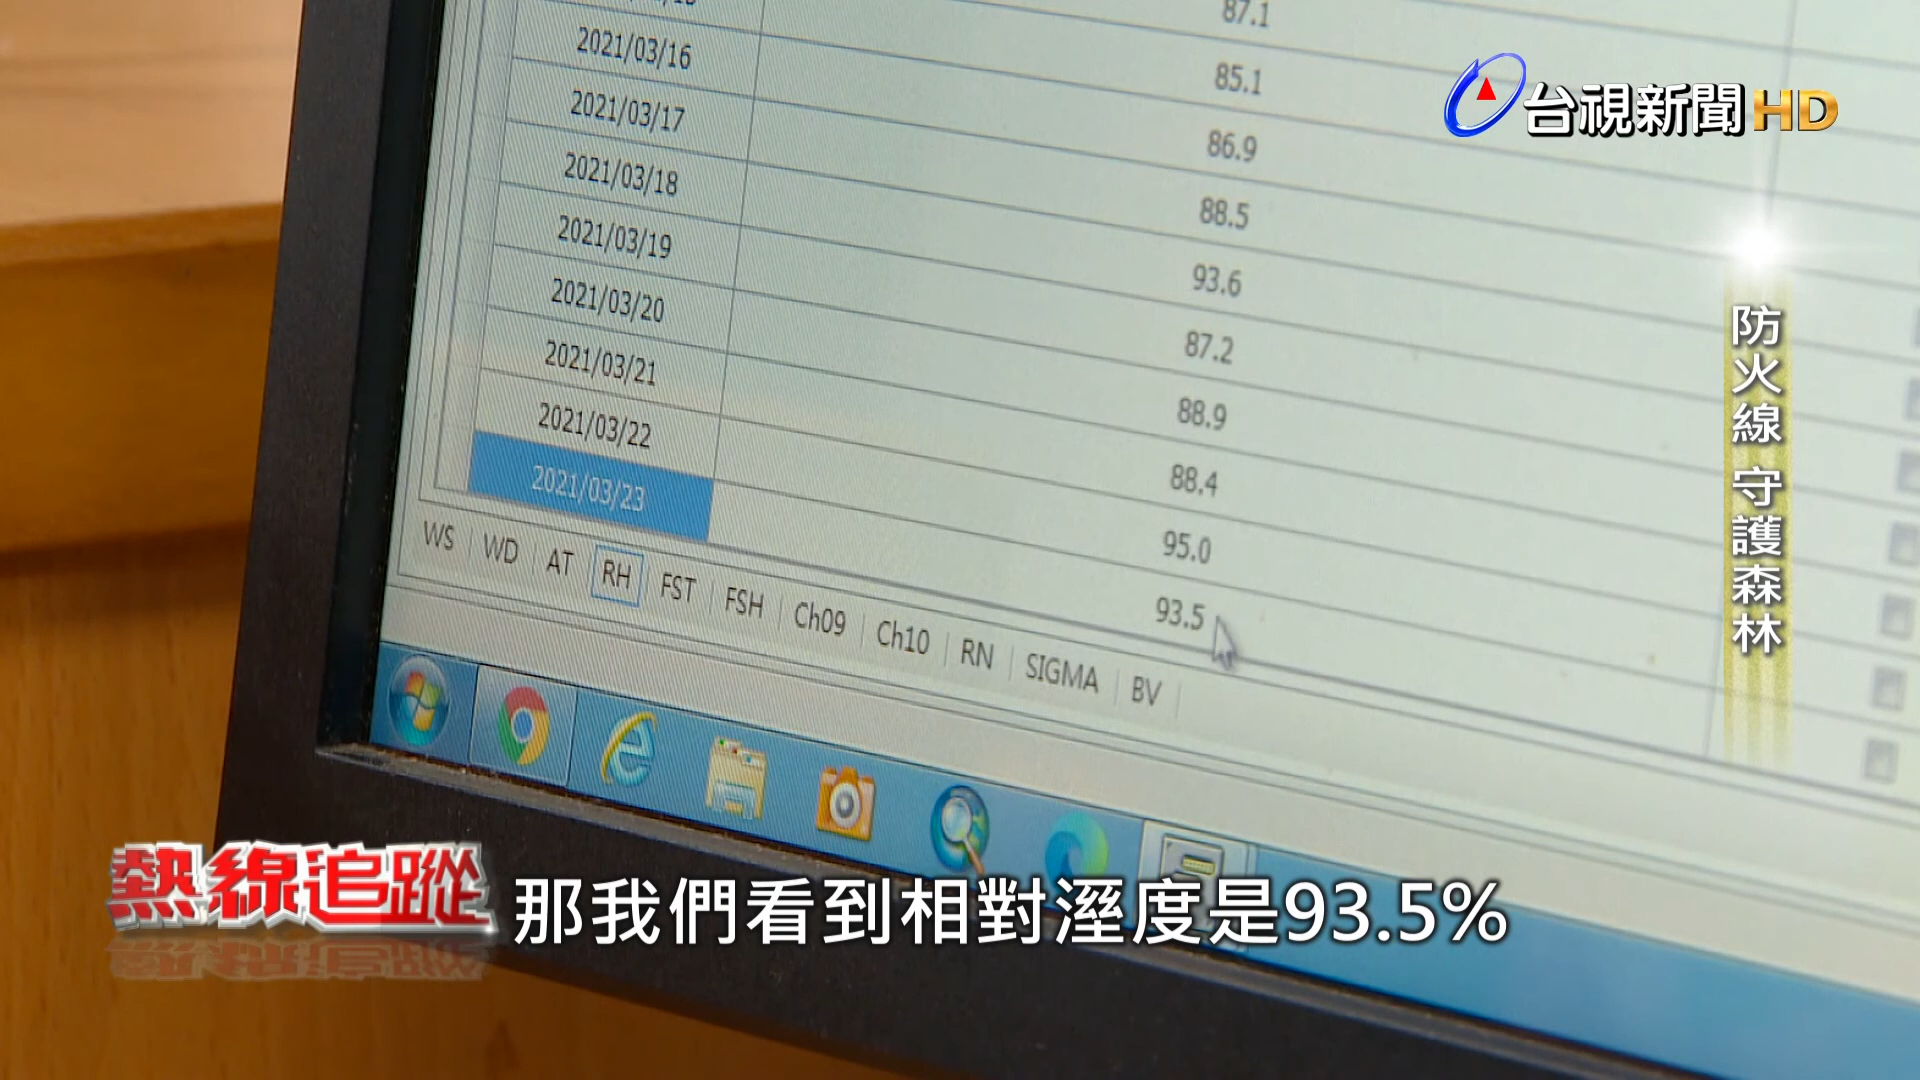 87.1
85.1
2021/03/16 86.9
2021/03/17 88.5
2021/03/18 93.6
2021/03/19 87.2
2021/03/20 88.9
2021/03/21 88.4
2021/03/22 95.0
2021/03/23 93.5
WS WD AT RH FST FSH Ch09 Ch10 RN SIGMA BV
台視新聞HD
防火線 守護森林
熱線追蹤
那我們看到相對溼度是93.5%